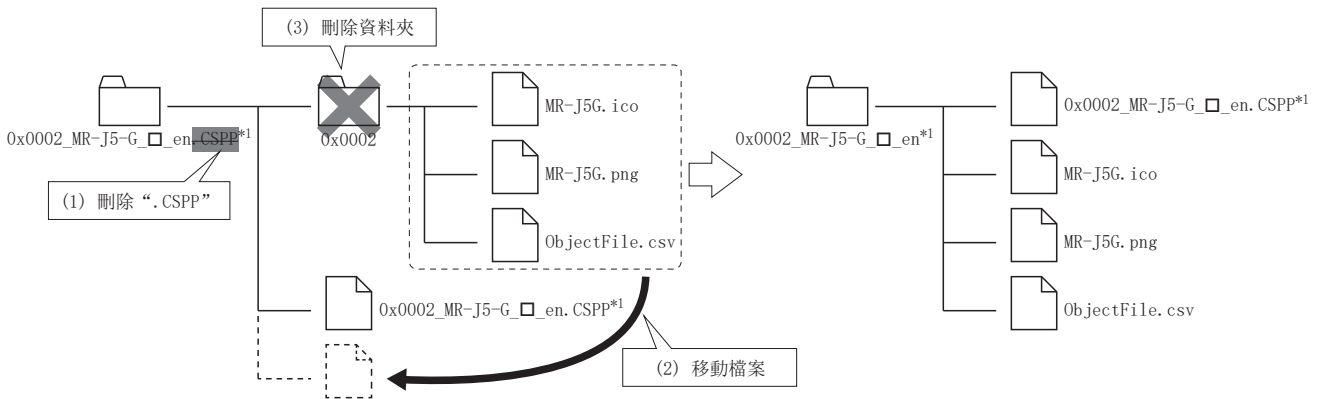 (3) 刪除資料夾
0x0002_MR-J5-G_□_en.CSPP*1
0x0002
(1) 刪除“.CSPP”
MR-J5G.ico
MR-J5G.png
ObjectFile.csv
0x0002_MR-J5-G_□_en.CSPP*1
(2) 移動檔案
0x0002_MR-J5-G_□_en*1
0x0002_MR-J5-G_□_en.CSPP*1
MR-J5G.ico
MR-J5G.png
ObjectFile.csv